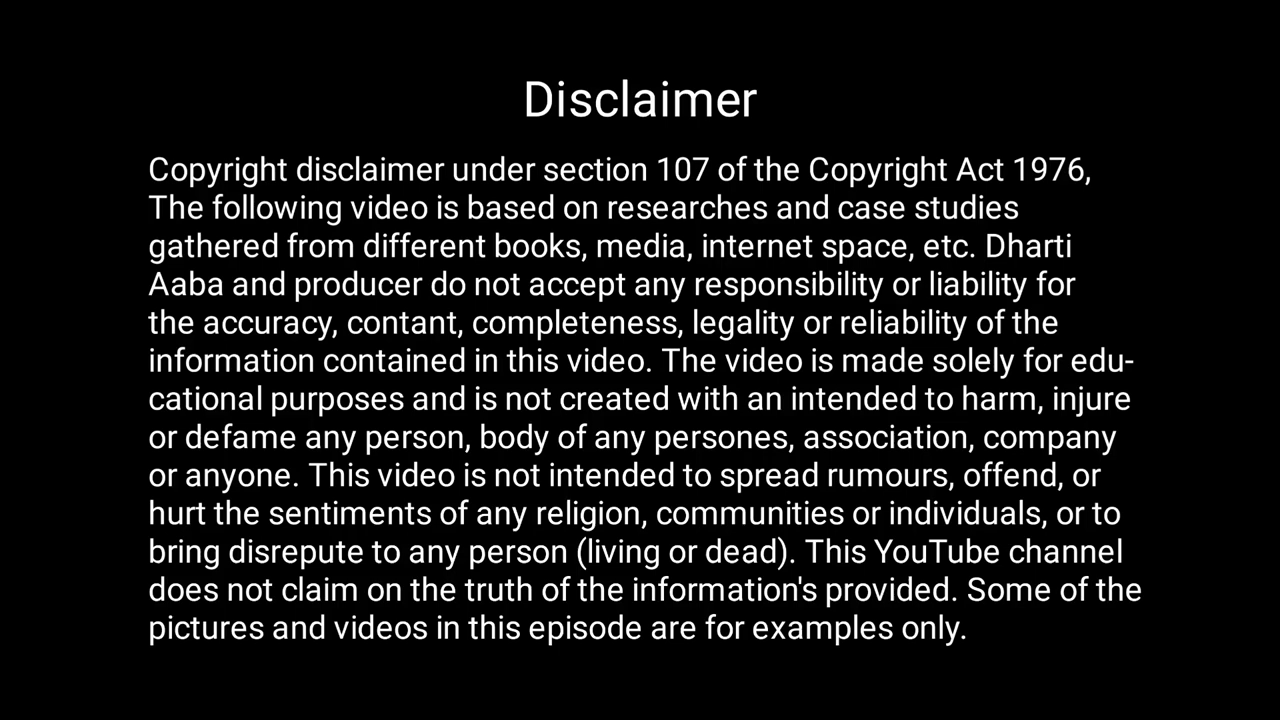 Disclaimer
Copyright disclaimer under section 107 of the Copyright Act 1976,
The following video is based on researches and case studies
gathered from different books, media, internet space, etc. Dharti
Aaba and producer do not accept any responsibility or liability for
the accuracy, contant, completeness, legality or reliability of the
information contained in this video. The video is made solely for edu-
cational purposes and is not created with an intended to harm, injure
or defame any person, body of any persones, association, company
or anyone. This video is not intended to spread rumours, offend, or
hurt the sentiments of any religion, communities or individuals, or to
bring disrepute to any person (living or dead). This YouTube channel
does not claim on the truth of the information's provided. Some of the
pictures and videos in this episode are for examples only.